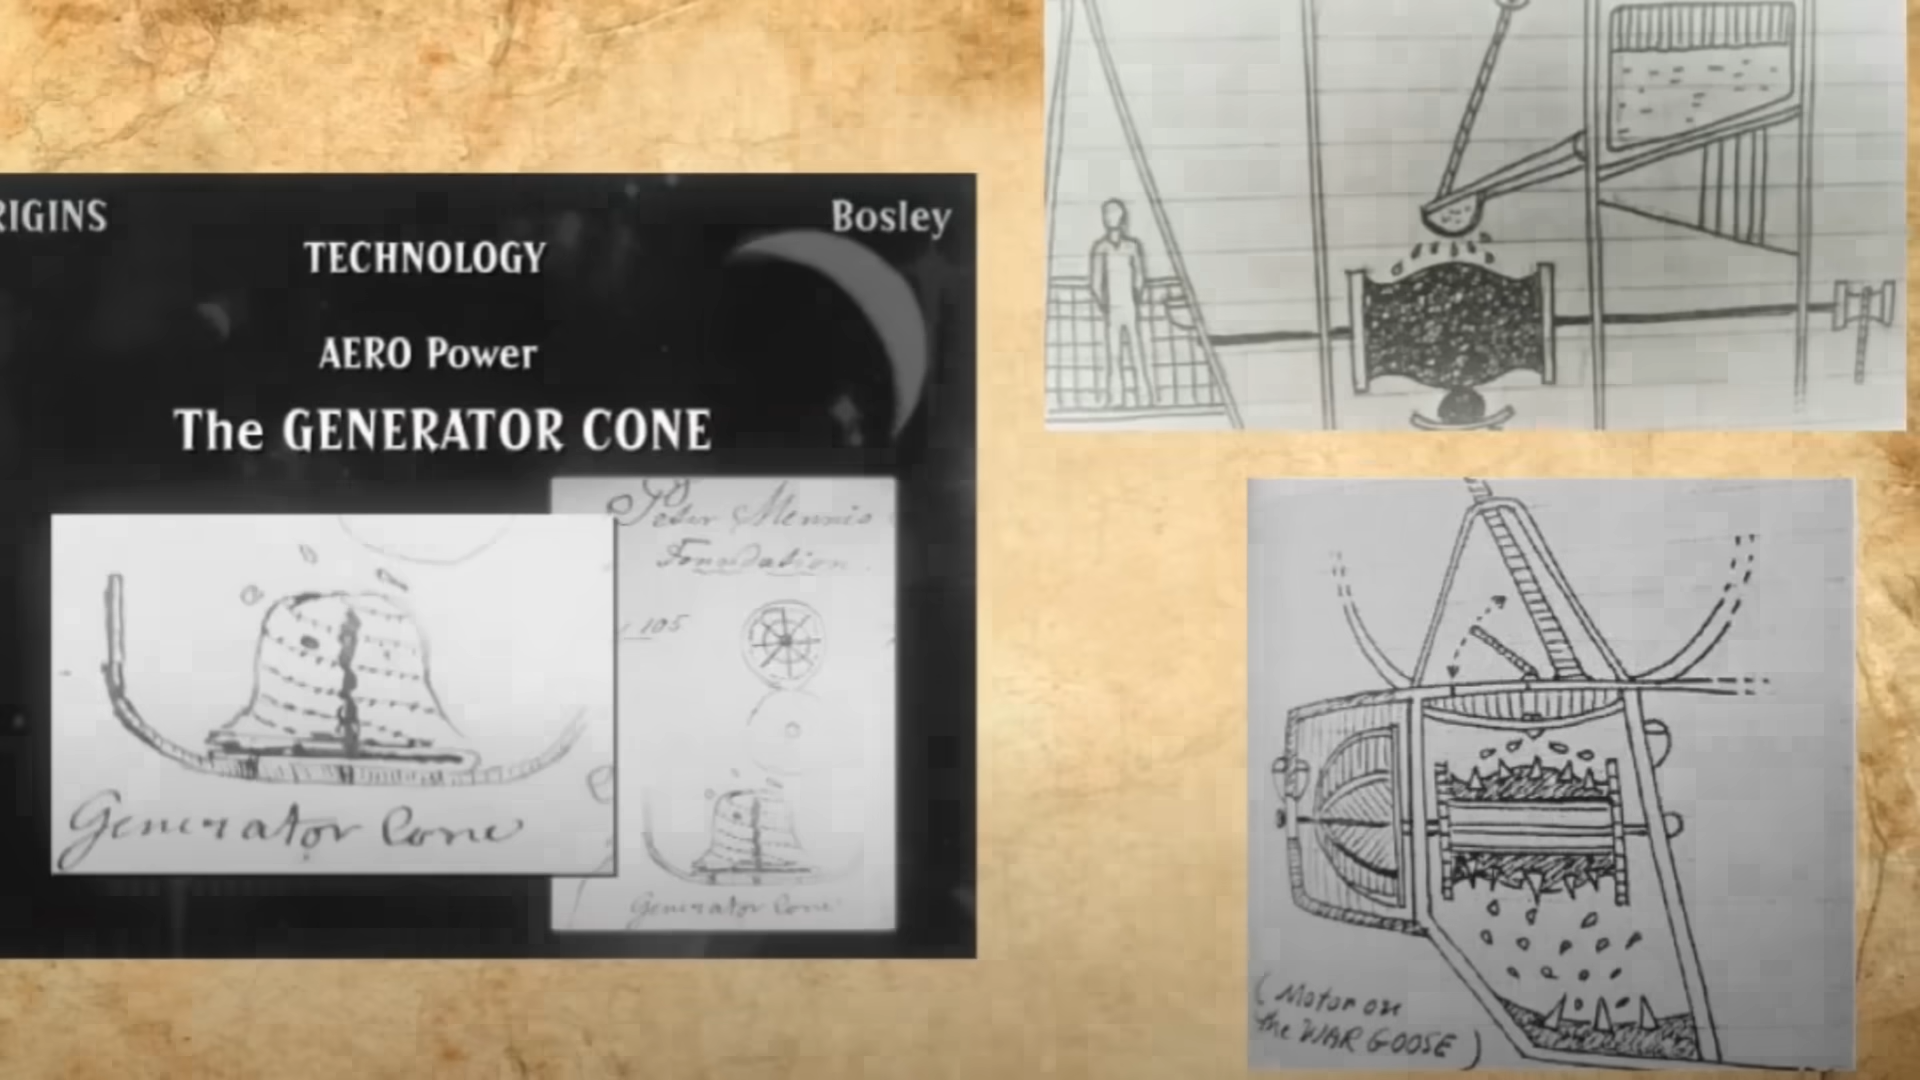 RIGINS
Bosley
TECHNOLOGY
AERO Power
The GENERATOR CONE
Generator Cone
Peter Mennis
Foundation.
105
Generator Cone
(Motor on
the WAR GOOSE)